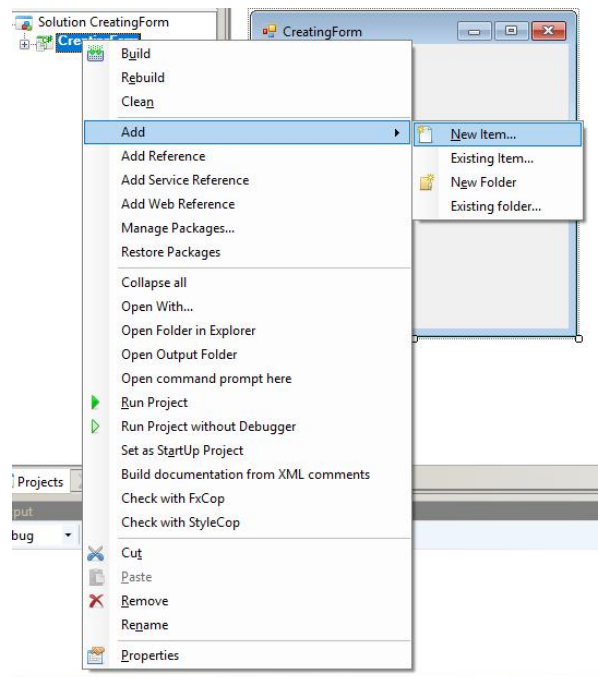 Solution CreatingForm
CreatingForm
CreatingForm
Build
Rebuild
Clean
Add
New Item...
Existing Item...
New Folder
Existing folder...
Add Reference
Add Service Reference
Add Web Reference
Manage Packages...
Restore Packages
Collapse all
Open With...
Open Folder in Explorer
Open Output Folder
Open command prompt here
Run Project
Run Project without Debugger
Set as StartUp Project
Build documentation from XML comments
Check with FxCop
Check with StyleCop
Cut
Paste
Remove
Rename
Properties
Projects
put
bug